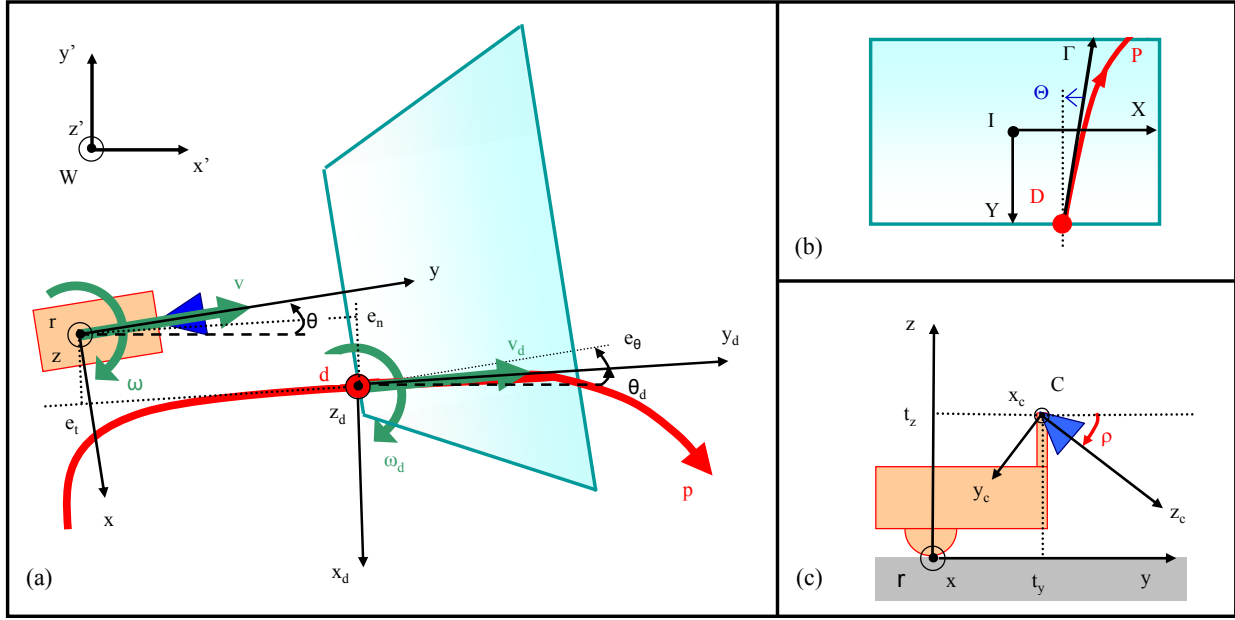 y’
z’
W
x’
v
y
r
z
θ
e_n
ω
e_t
x
d
v_d
e_θ
y_d
θ_d
z_d
ω_d
p
x_d
(a)
Γ
P
Θ
I
X
D
Y
(b)
z
x_c
C
t_z
ρ
y_c
z_c
r
x
t_y
y
(c)